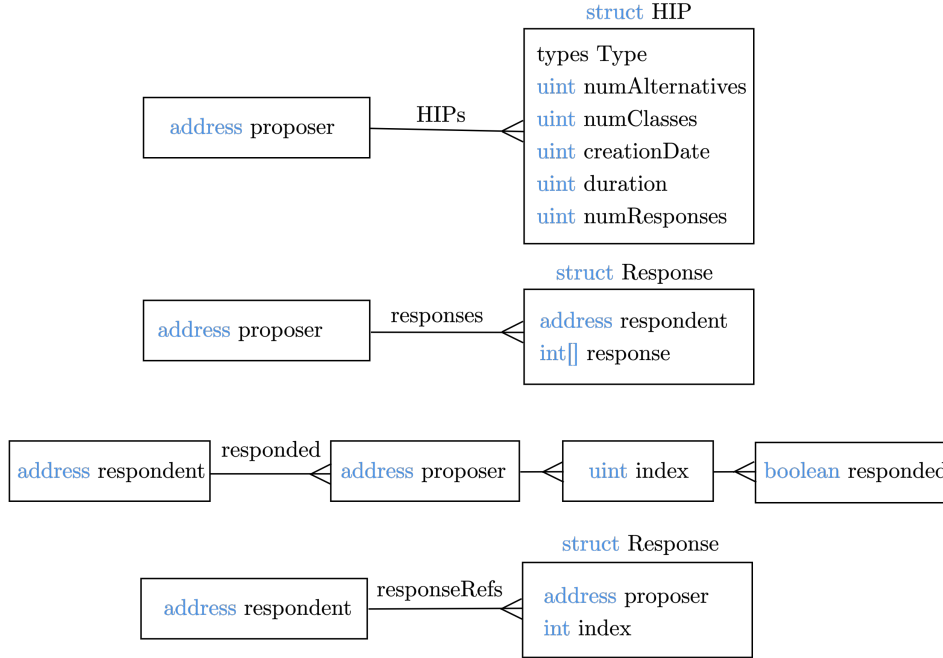 struct HIP
types Type
uint numAlternatives
address proposer
HIPs
uint numClasses
uint creationDate
uint duration
uint numResponses
struct Response
address proposer
responses
address respondent
int[] response
address respondent
responded
address proposer
uint index
boolean responded
struct Response
address respondent
responseRefs
address proposer
int index